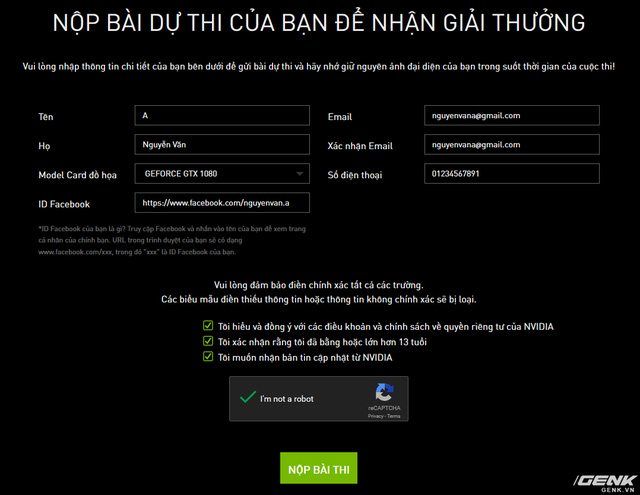 NỘP BÀI DỰ THI CỦA BẠN ĐỂ NHẬN GIẢI THƯỞNG
Vui lòng nhập thông tin chi tiết của bạn bên dưới để gửi bài dự thi và hãy nhớ giữ nguyên ảnh đại diện của bạn trong suốt thời gian của cuộc thi!
Tên
A
Email
nguyenvana@gmail.com
Họ
Nguyễn Văn
Xác nhận Email
nguyenvana@gmail.com
Model Card đồ họa
GEFORCE GTX 1080
Số điện thoại
01234567891
ID Facebook
https://www.facebook.com/nguyenvan.a
*ID Facebook của bạn là gì? Truy cập Facebook và nhấn vào tên của bạn để xem trang
cá nhân của chính bạn. URL trong trình duyệt của bạn sẽ có dạng
www.facebook.com/xxx, trong đó "xxx" là ID Facebook của bạn.
Vui lòng đảm bảo điền chính xác tất cả các trường.
Các biểu mẫu điền thiếu thông tin hoặc thông tin không chính xác sẽ bị loại.
Tôi hiểu và đồng ý với các điều khoản và chính sách về quyền riêng tư của NVIDIA
Tôi xác nhận rằng tôi đã bằng hoặc lớn hơn 13 tuổi
Tôi muốn nhận bản tin cập nhật từ NVIDIA
I'm not a robot
reCAPTCHA
Privacy - Terms
NỘP BÀI THI
GENK
GENK.VN